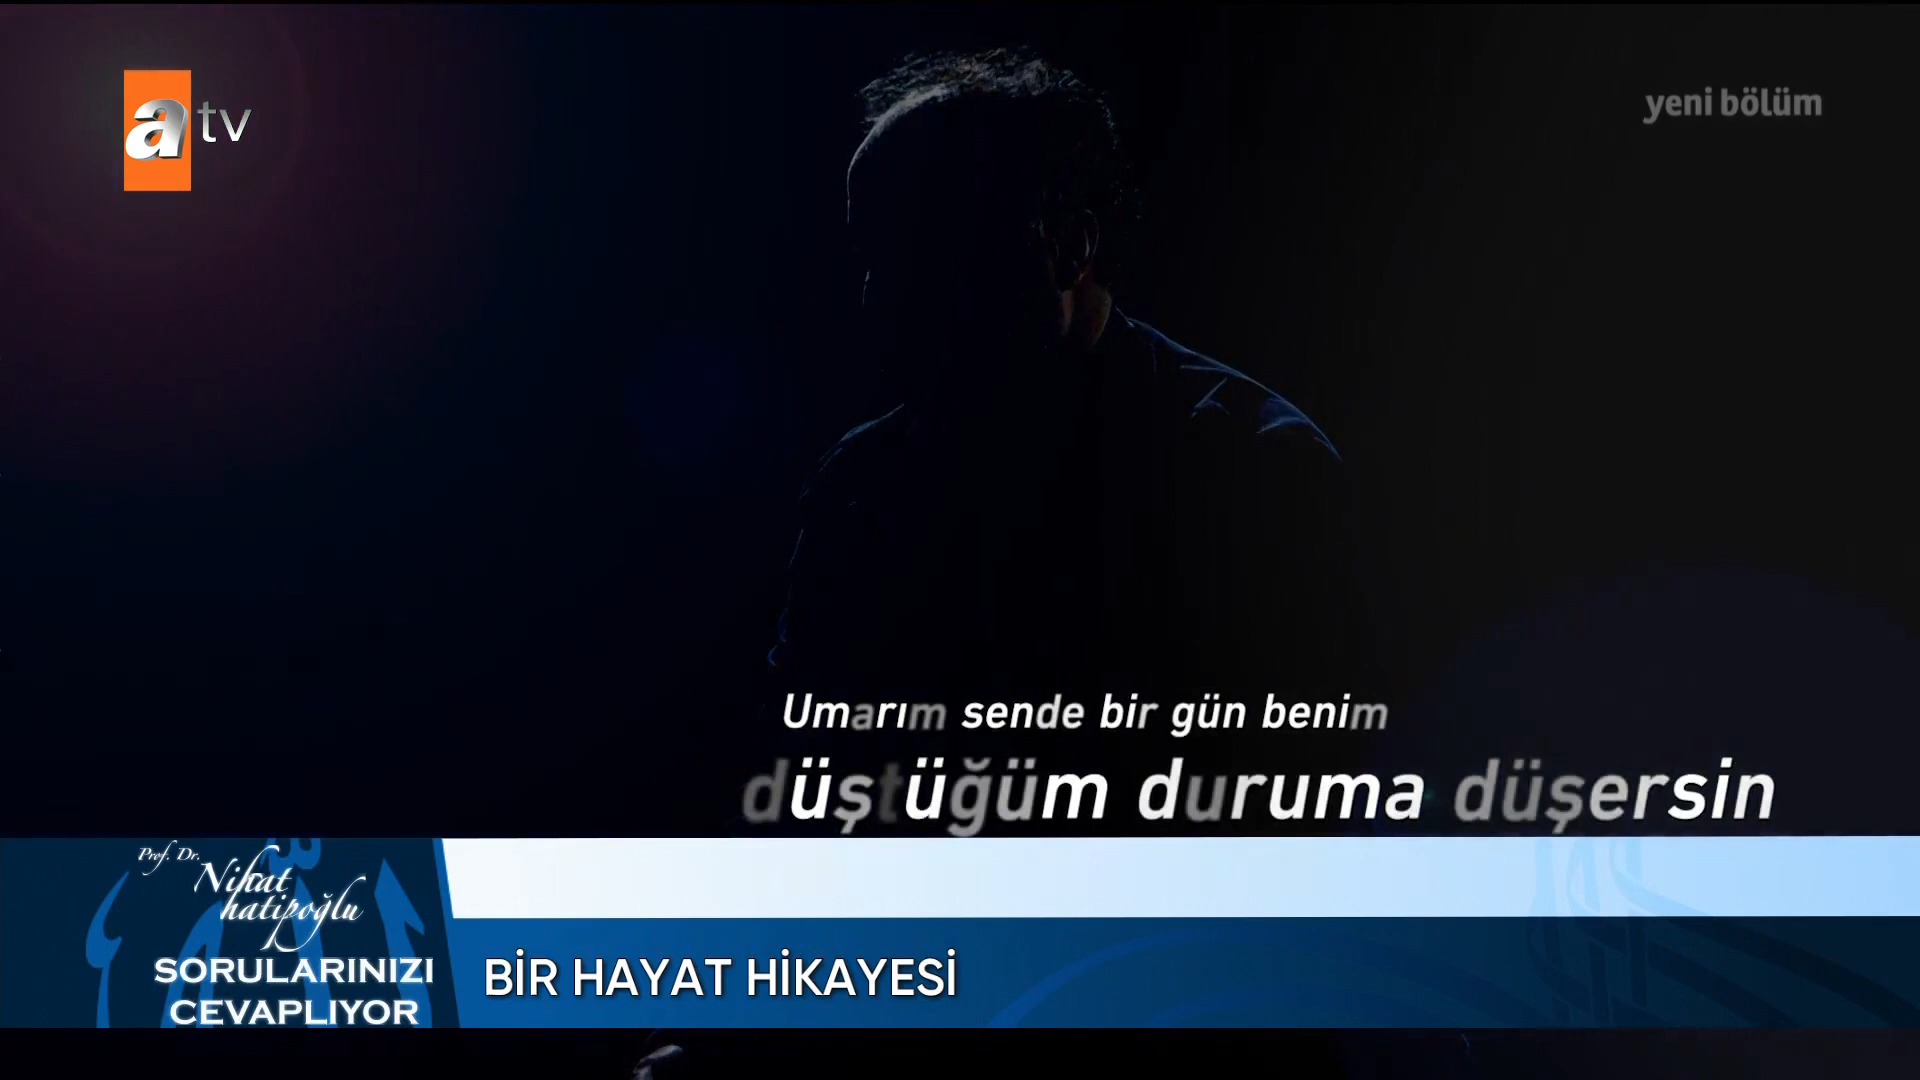 a tv
yeni bölüm
Umarım sende bir gün benim
düştüğüm duruma düşersin
Prof. Dr.
Nihat
hatipoğlu
SORULARINIZI
CEVAPLIYOR
BİR HAYAT HİKAYESİ